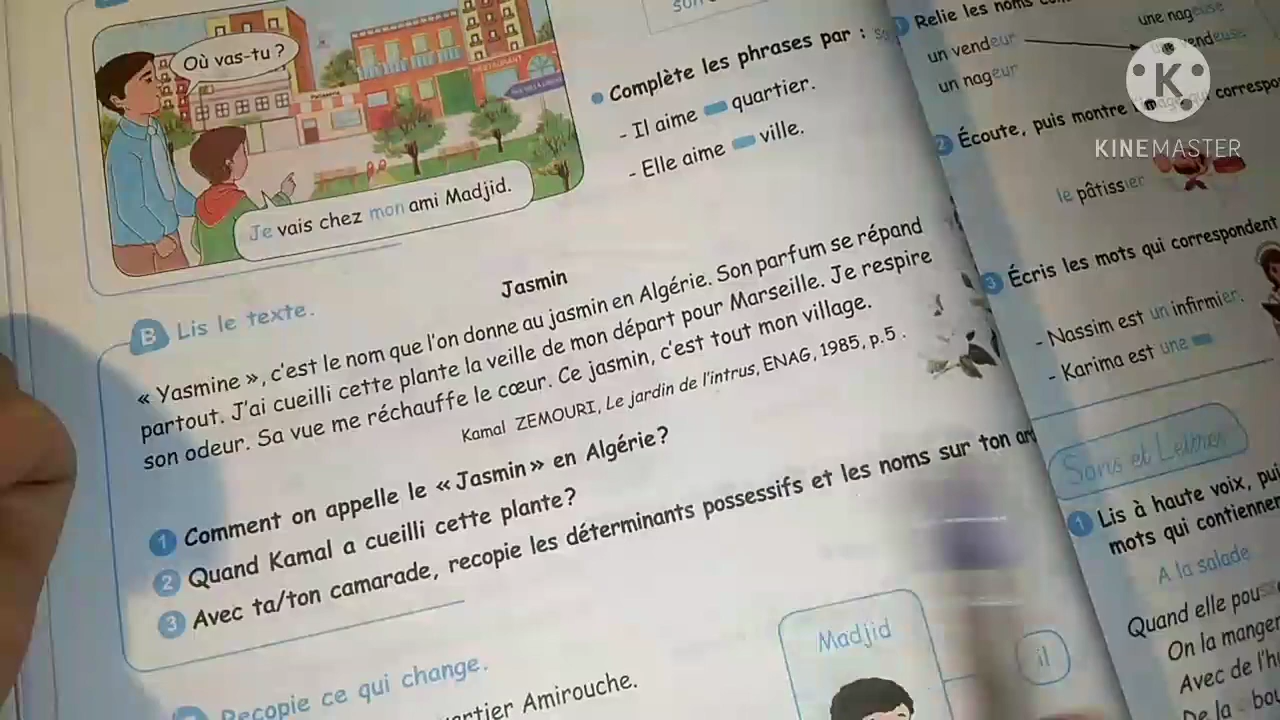 Où vas-tu ?
RESTAURANT
Je vais chez mon ami Madjid.
Complète les phrases par :
- Il aime quartier.
- Elle aime ville.
B Lis le texte.
Jasmin
« Yasmine », c'est le nom que l'on donne au jasmin en Algérie. Son parfum se répand
partout. J'ai cueilli cette plante la veille de mon départ pour Marseille. Je respire
son odeur. Sa vue me réchauffe le cœur. Ce jasmin, c'est tout mon village.
Kamal ZEMOURI, Le jardin de l'intrus, ENAG, 1985, p.5 .
1 Comment on appelle le « Jasmin » en Algérie ?
2 Quand Kamal a cueilli cette plante ?
3 Avec ta/ton camarade, recopie les déterminants possessifs et les noms sur ton
Recopie ce qui change.
Amirouche.
Madjid
il
Relie les noms
une nageuse
un vendeur
vendeuse
un nageur
2 Écoute, puis montre
le pâtissier
3 Écris les mots qui correspondent
- Nassim est un infirmier.
- Karima est une
Sons et Lettres
1 Lis à haute voix,
mots qui
A la salade
Quand elle
On la
Avec de
De la
K
KINEMASTER